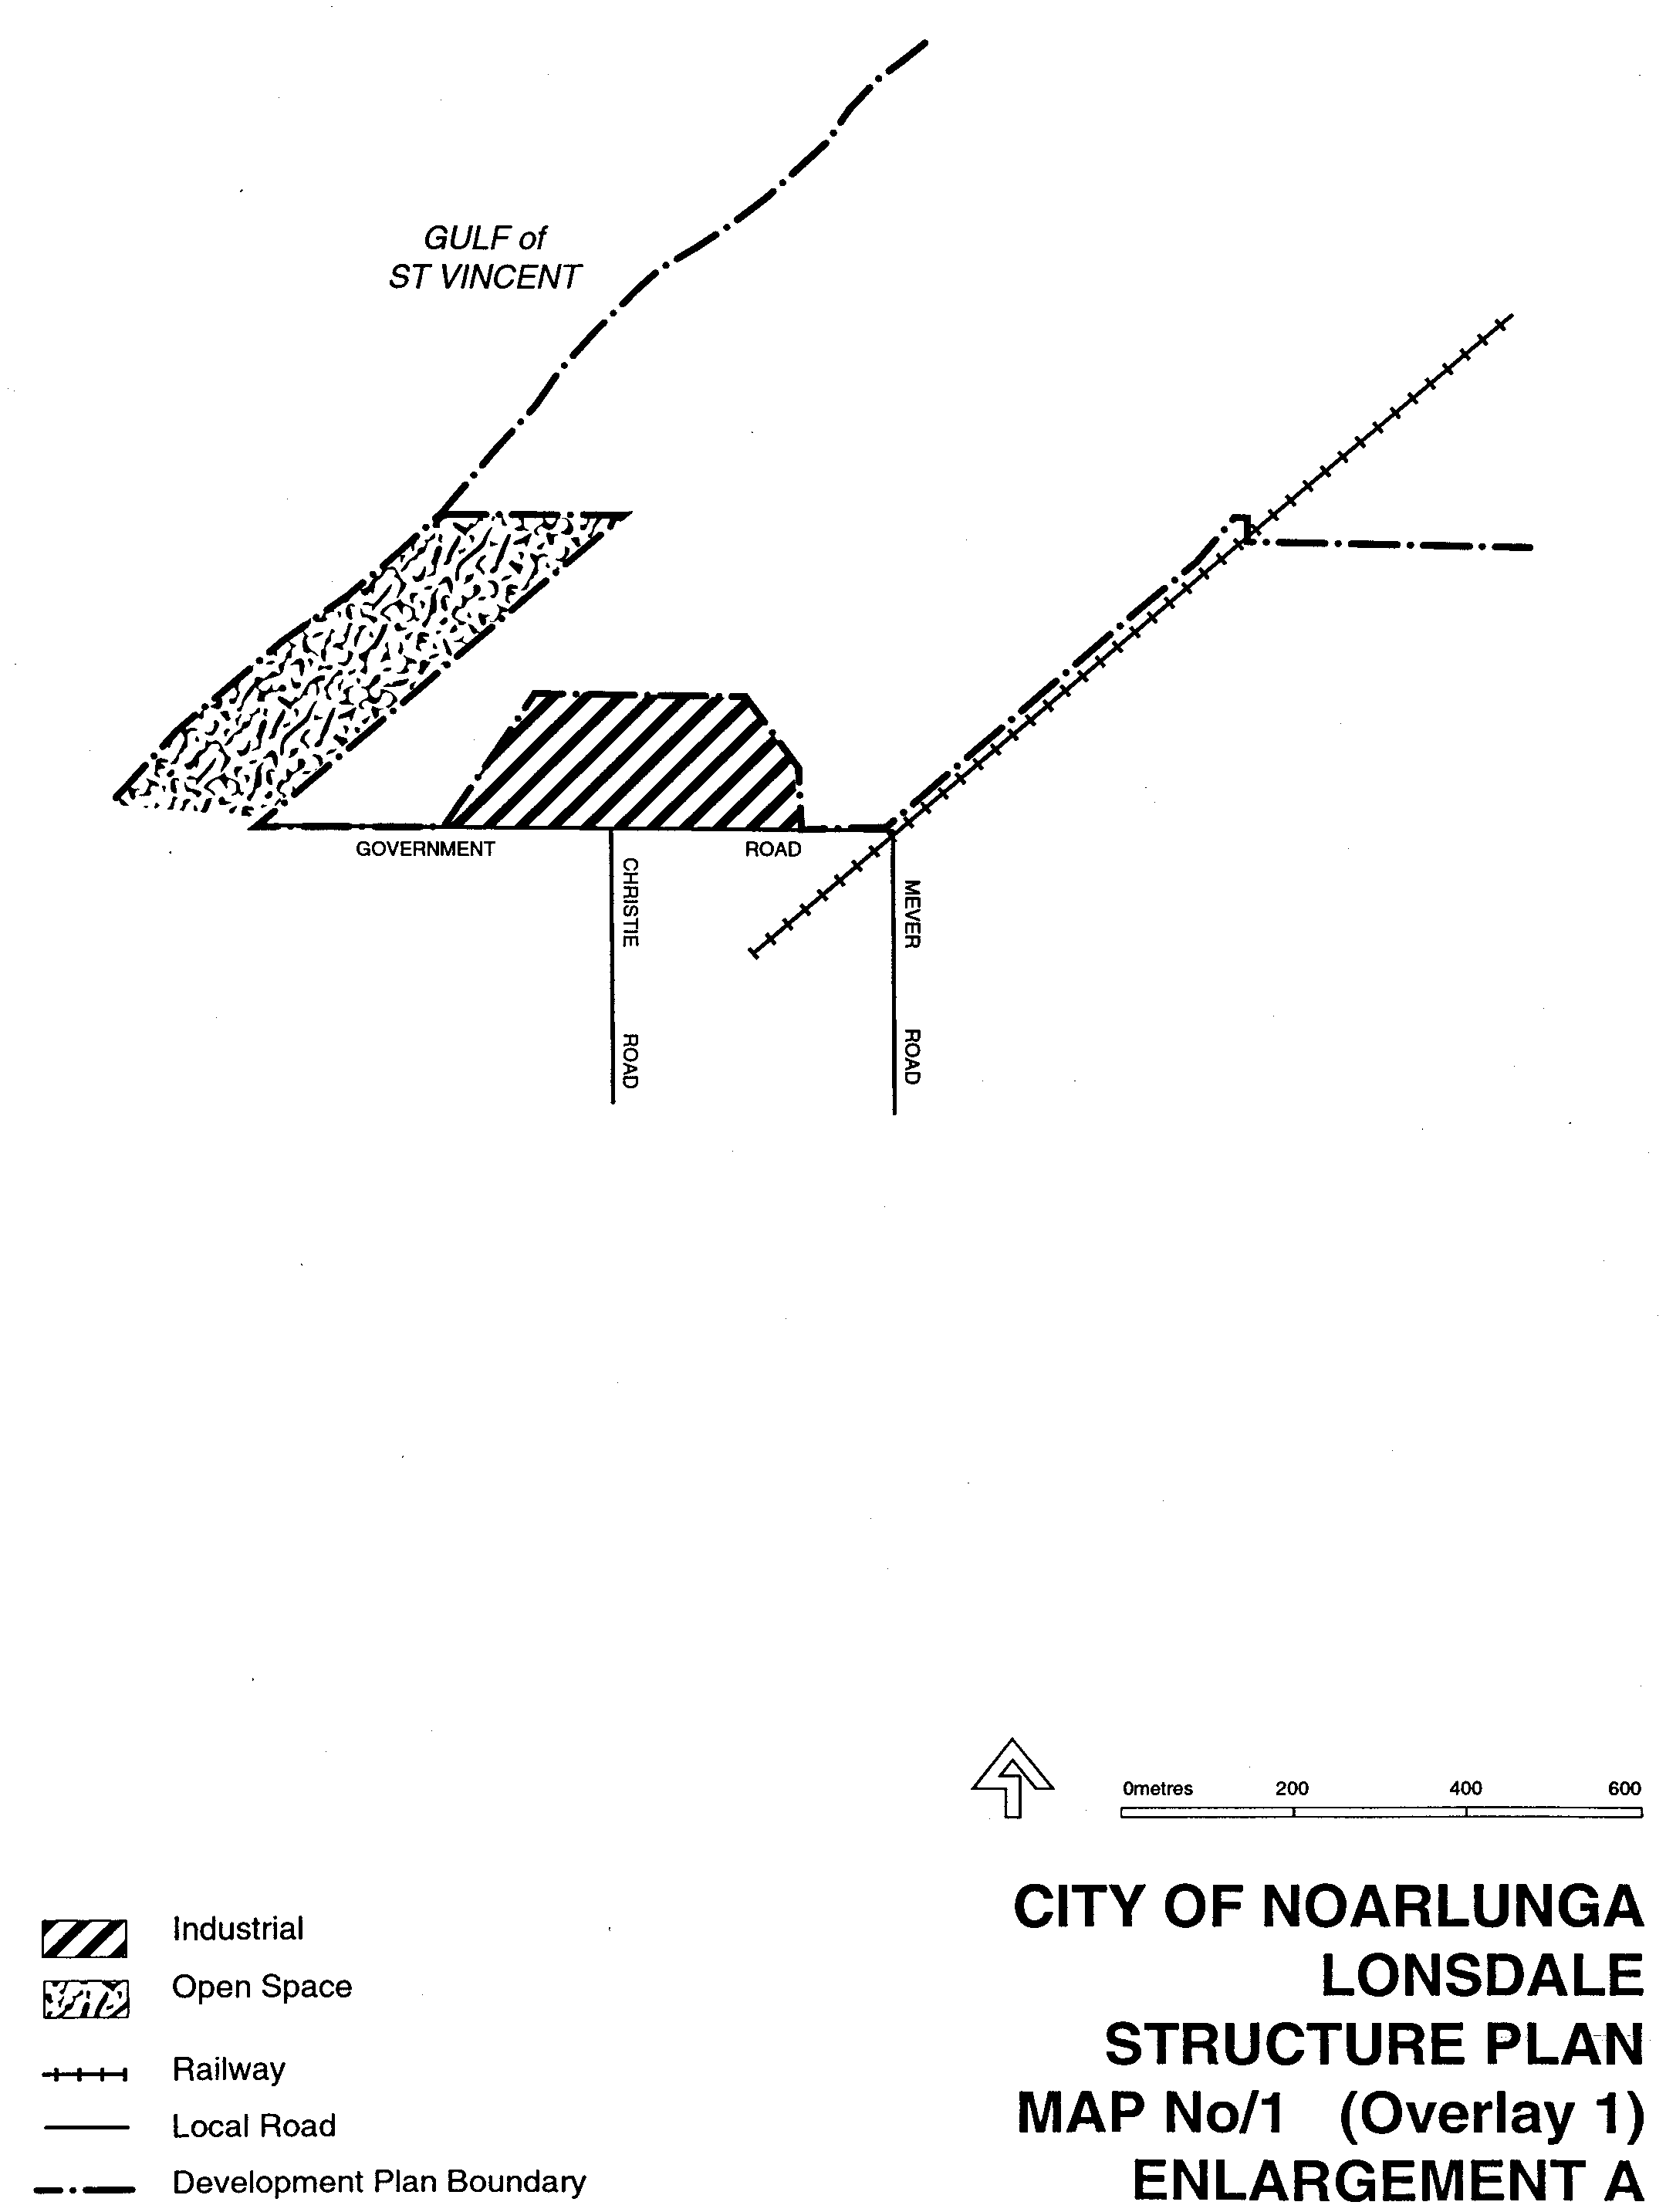 GULF of
ST VINCENT
GOVERNMENT ROAD
CHRISTIE ROAD
MEVER ROAD
0metres 200 400 600
CITY OF NOARLUNGA
LONSDALE
STRUCTURE PLAN
MAP No/1 (Overlay 1)
ENLARGEMENT A
Industrial
Open Space
Railway
Local Road
Development Plan Boundary